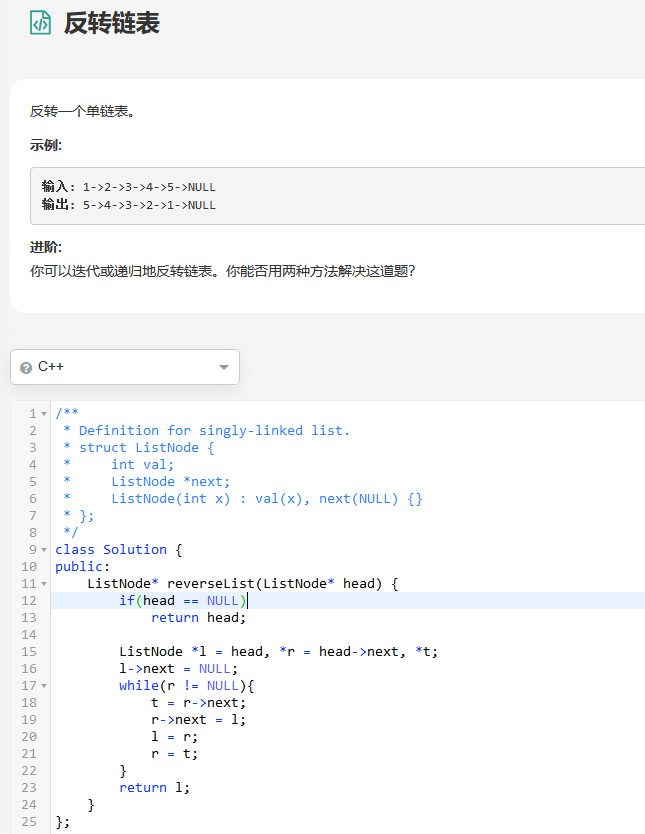 反转链表
反转一个单链表。
示例:
输入: 1->2->3->4->5->NULL
输出: 5->4->3->2->1->NULL
进阶:
你可以迭代或递归地反转链表。你能否用两种方法解决这道题?
? C++
1 /**
2  * Definition for singly-linked list.
3  * struct ListNode {
4  *     int val;
5  *     ListNode *next;
6  *     ListNode(int x) : val(x), next(NULL) {}
7  * };
8  */
9 class Solution {
10 public:
11     ListNode* reverseList(ListNode* head) {
12         if(head == NULL)
13             return head;
14
15         ListNode *l = head, *r = head->next, *t;
16         l->next = NULL;
17         while(r != NULL){
18             t = r->next;
19             r->next = l;
20             l = r;
21             r = t;
22         }
23         return l;
24     }
25 };